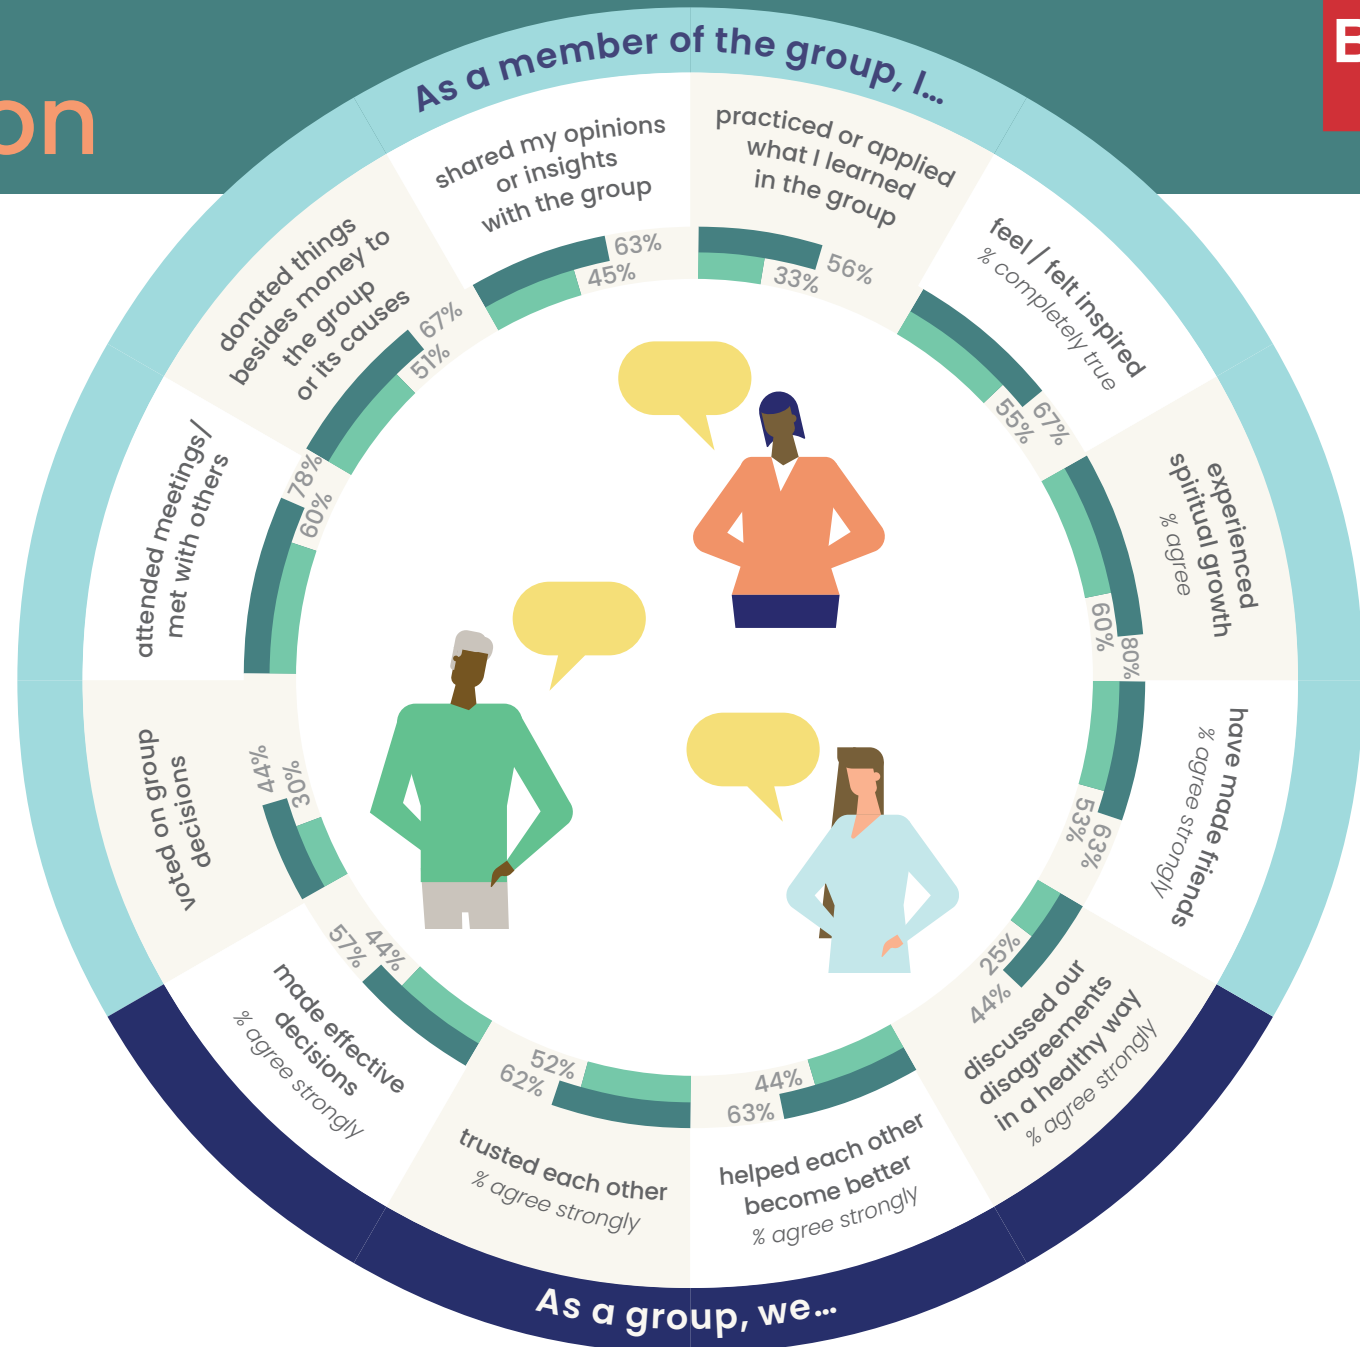 on
B
As a member of the group, I...
shared my opinions
or insights
with the group
63%
45%
practiced or applied
what I learned
in the group
56%
33%
feel / felt inspired
% completely true
67%
55%
experienced
spiritual growth
% agree
80%
60%
have made friends
% agree strongly
63%
53%
discussed our
disagreements
in a healthy way
% agree strongly
25%
44%
helped each other
become better
% agree strongly
44%
63%
trusted each other
% agree strongly
52%
62%
made effective
decisions
% agree strongly
44%
57%
voted on group
decisions
44%
30%
attended meetings/
met with others
78%
60%
donated things
besides money to
the group
or its causes
67%
51%
As a group, we...